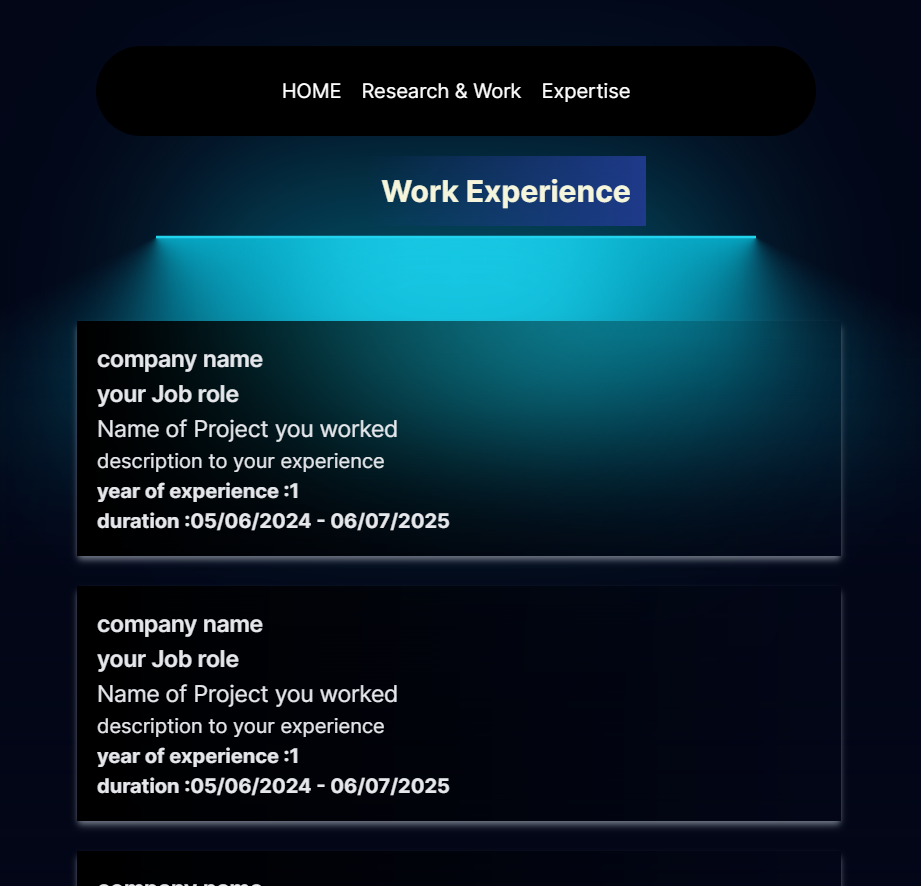 HOME Research & Work Expertise
Work Experience
company name
your Job role
Name of Project you worked
description to your experience
year of experience :1
duration :05/06/2024 - 06/07/2025
company name
your Job role
Name of Project you worked
description to your experience
year of experience :1
duration :05/06/2024 - 06/07/2025
company name